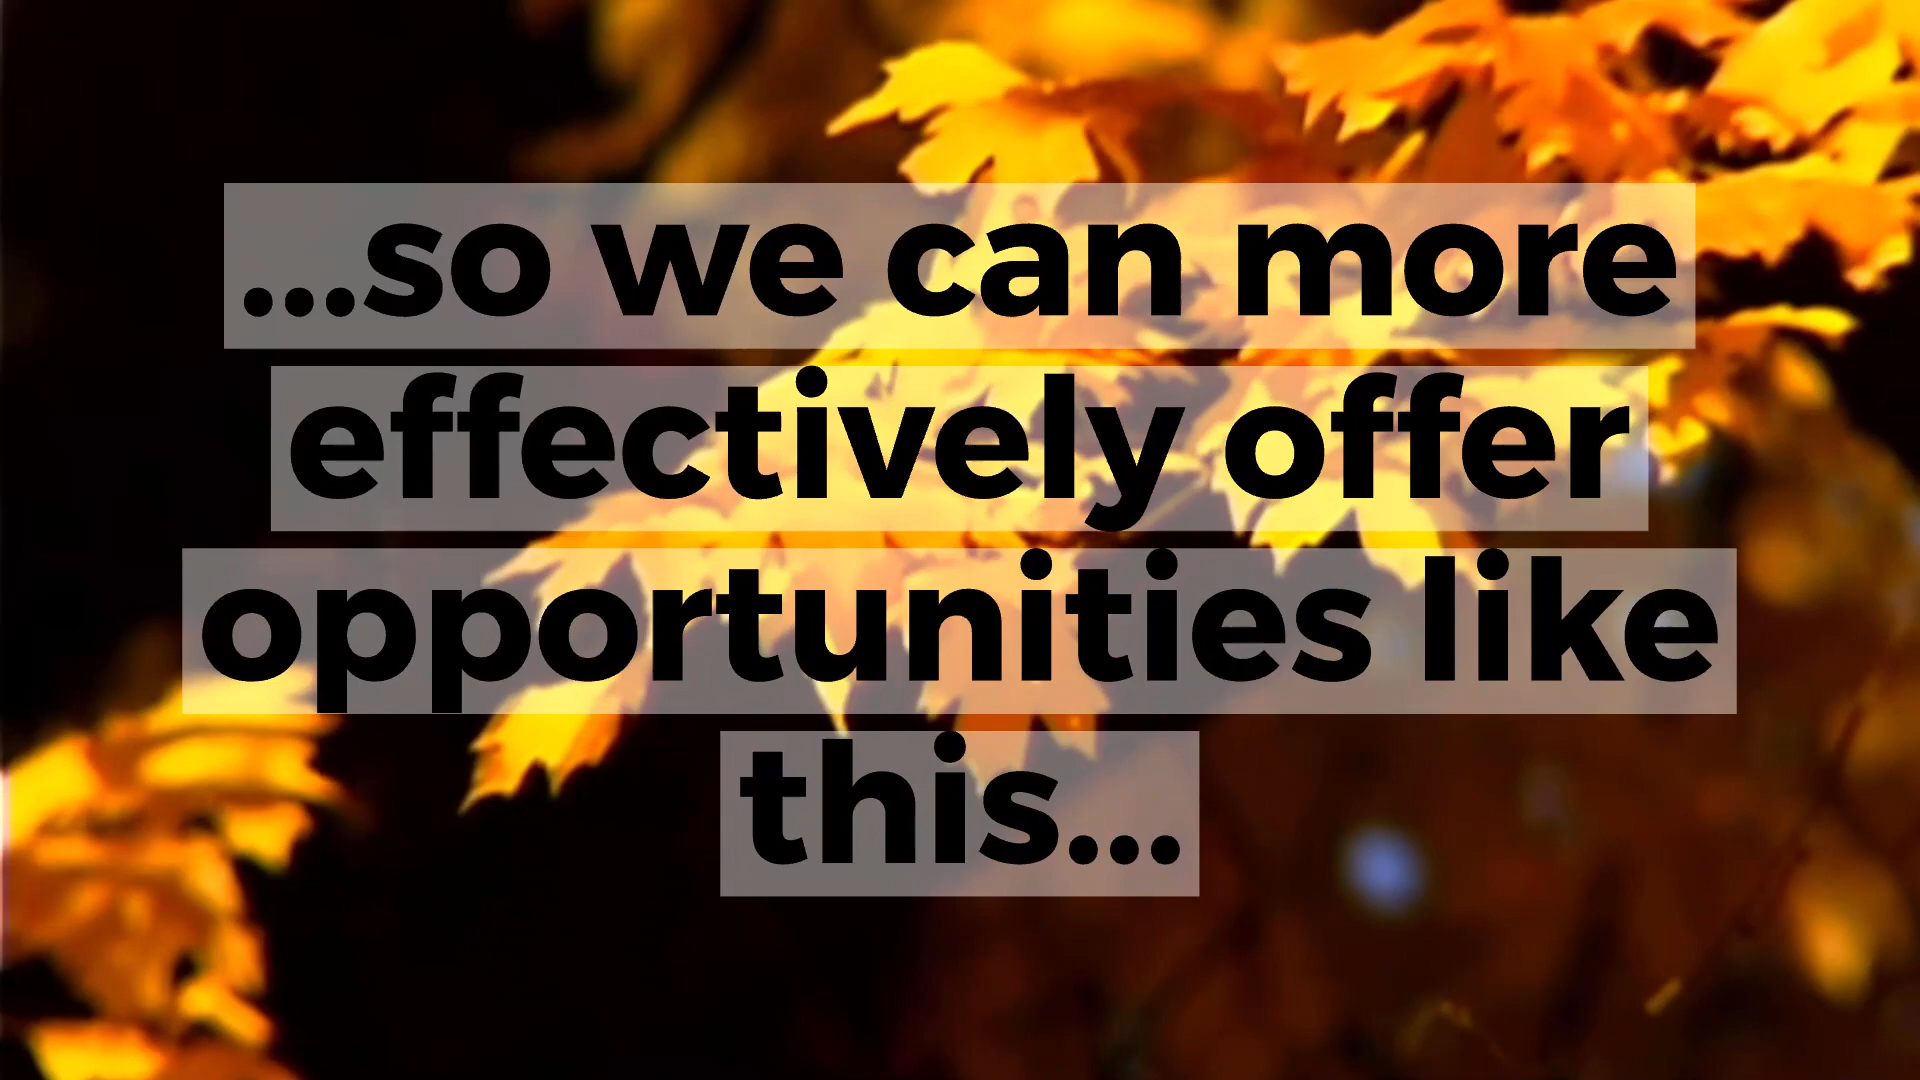 ...so we can more
effectively offer
opportunities like
this...